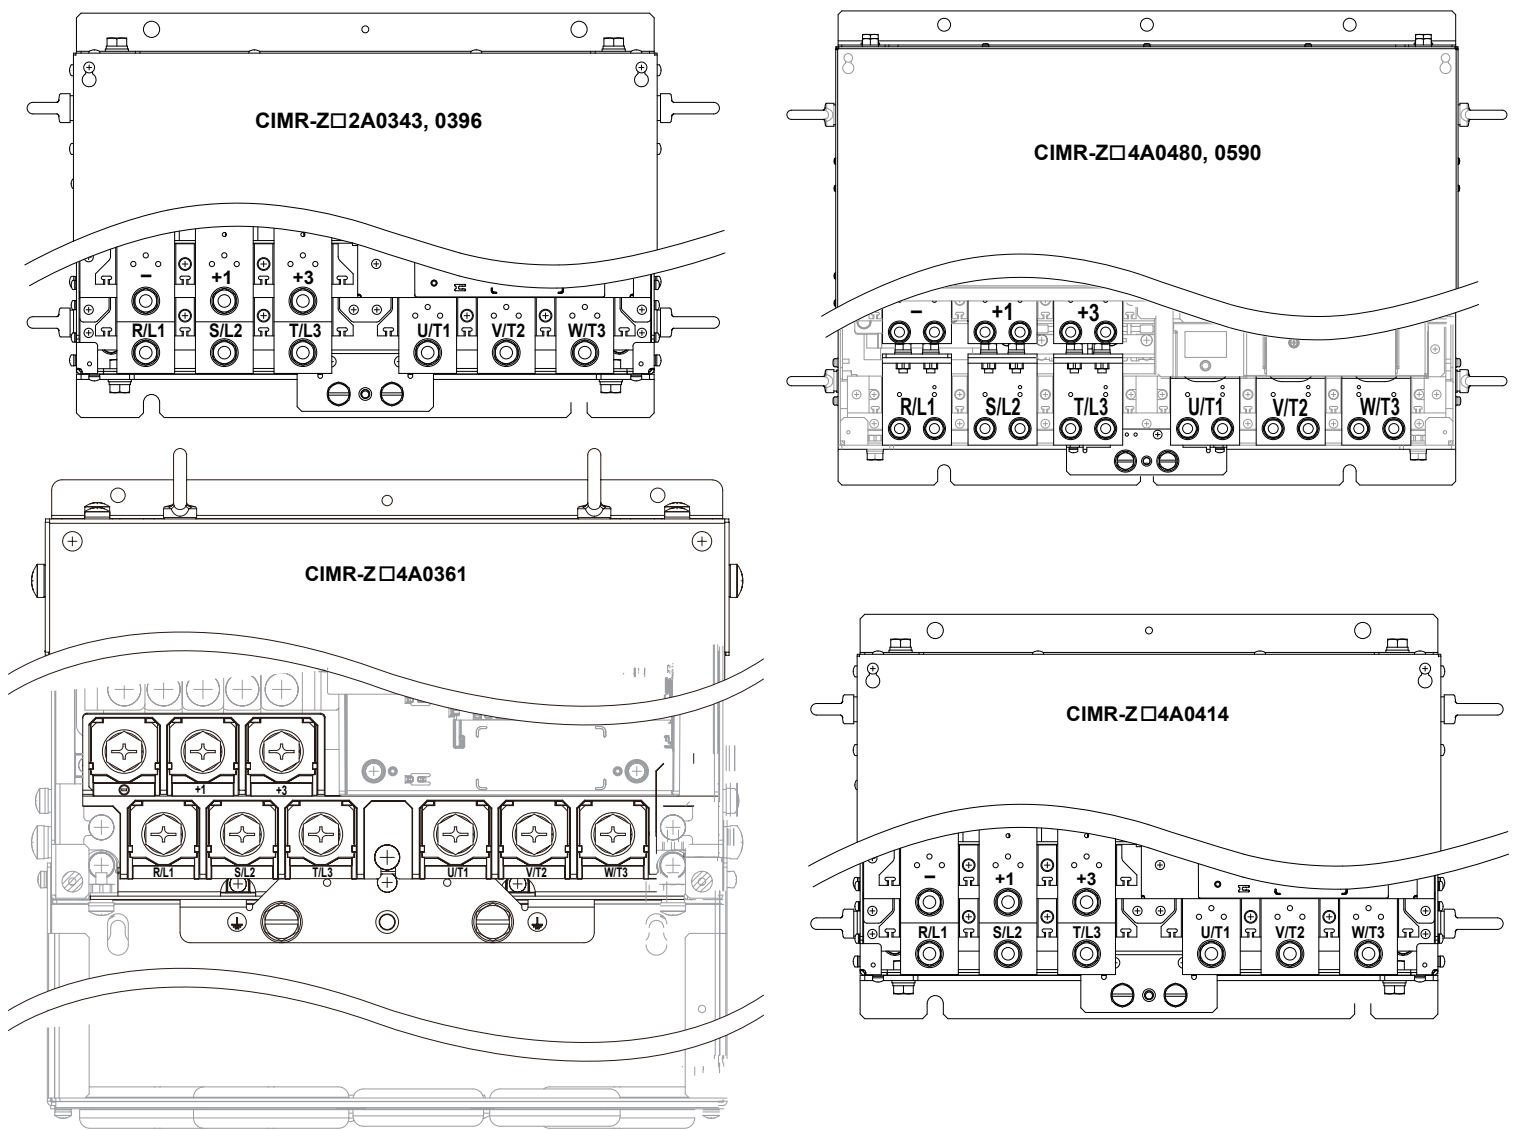 CIMR-Z□2A0343, 0396
− +1 +3
R/L1 S/L2 T/L3 U/T1 V/T2 W/T3
CIMR-Z□4A0480, 0590
− +1 +3
R/L1 S/L2 T/L3 U/T1 V/T2 W/T3
CIMR-Z□4A0361
⊖ +1 +3
R/L1 S/L2 T/L3 U/T1 V/T2 W/T3
CIMR-Z□4A0414
− +1 +3
R/L1 S/L2 T/L3 U/T1 V/T2 W/T3